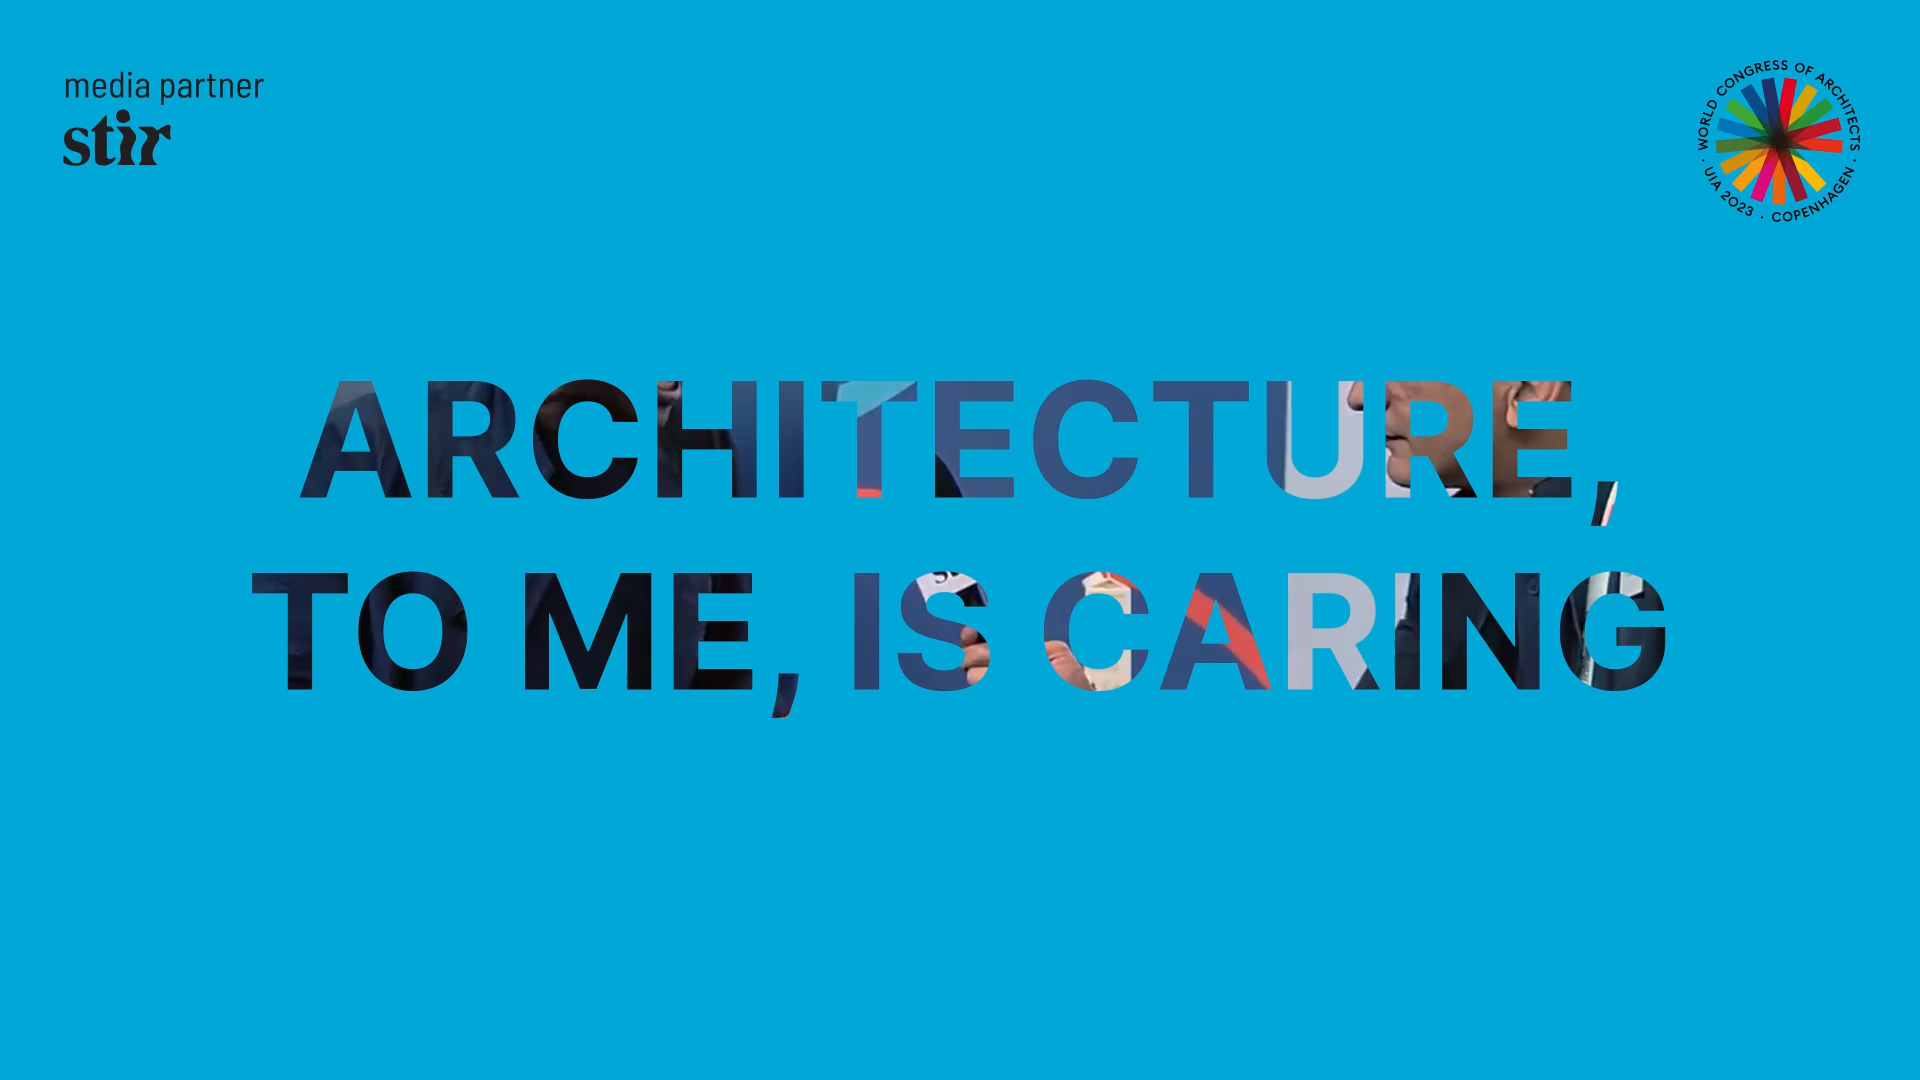 media partner
stir
WORLD CONGRESS OF ARCHITECTS · UIA 2023 · COPENHAGEN ·
ARCHITECTURE,
TO ME, IS CARING